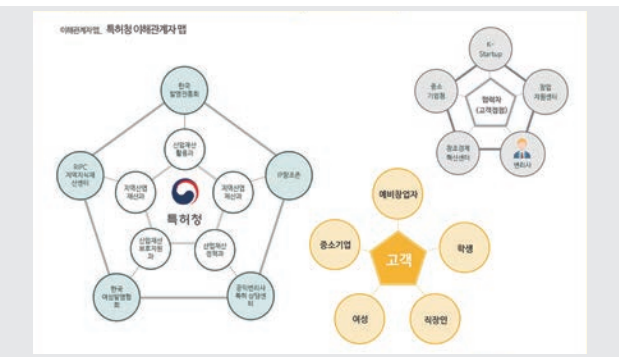 이해관계자맵_ 특허청 이해관계자 맵
한국
발명진흥회
산업재산
활용과
RIPC
지역지식재
산센터
지역산업
재산과
지역산업
재산과
IP창조존
특허청
산업재산
보호지원
과
산업재산
정책과
한국
여성발명협
회
공익변리사
특허 상담센
터
K-
Startup
중소
기업청
창업
지원센터
협력자
(고객접점)
창조경제
혁신센터
변리사
예비창업자
중소기업
학생
고객
여성
직장인